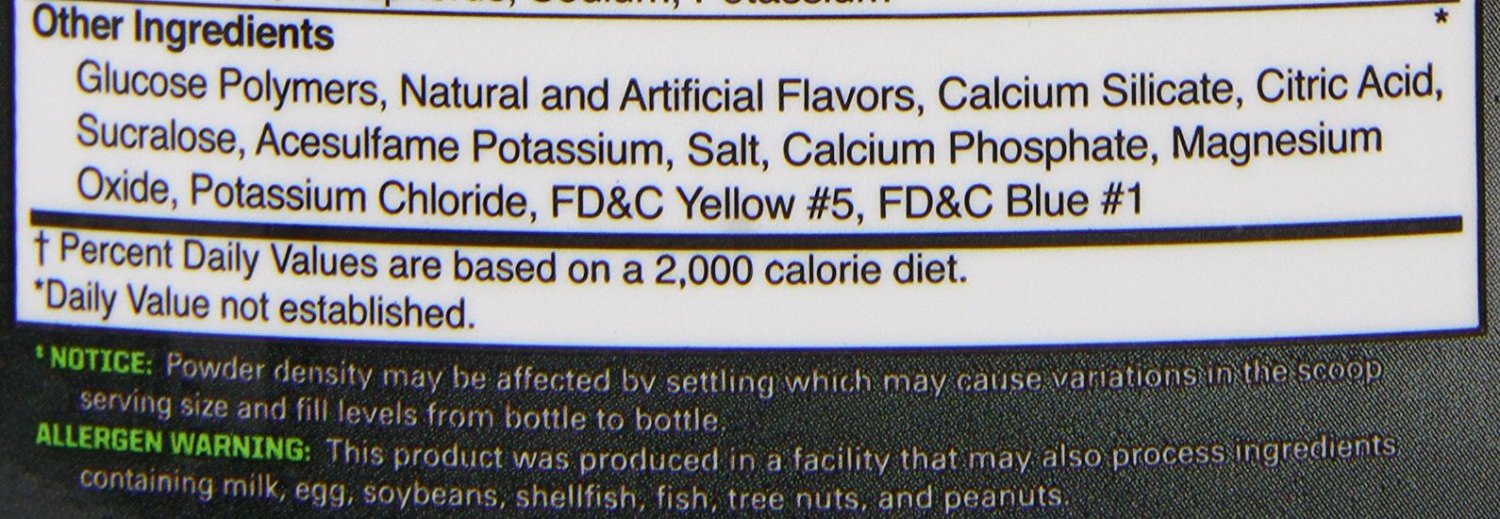 Sodium, Potassium
Other Ingredients *
Glucose Polymers, Natural and Artificial Flavors, Calcium Silicate, Citric Acid,
Sucralose, Acesulfame Potassium, Salt, Calcium Phosphate, Magnesium
Oxide, Potassium Chloride, FD&C Yellow #5, FD&C Blue #1
† Percent Daily Values are based on a 2,000 calorie diet.
*Daily Value not established.
‡NOTICE: Powder density may be affected by settling which may cause variations in the scoop
serving size and fill levels from bottle to bottle.
ALLERGEN WARNING: This product was produced in a facility that may also process ingredients
containing milk, egg, soybeans, shellfish, fish, tree nuts, and peanuts.